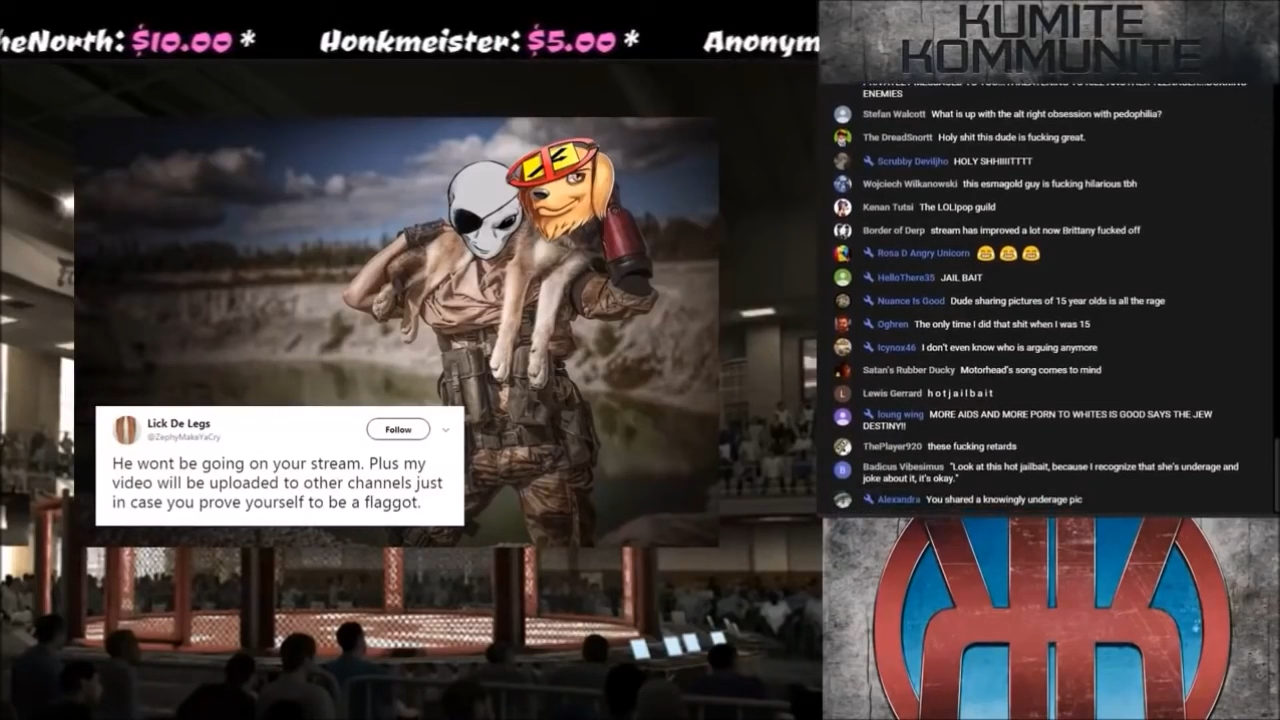 heNorth: $10.00 * Honkmeister: $5.00 * Anonym
KUMITE
KOMMUNITE
ENEMIES
Stefan Walcott What is up with the alt right obsession with pedophilia?
The DreadSnortt Holy shit this dude is fucking great.
Scrubby Deviljho HOLY SHHIIIITTTT
Wojciech Wilkanowski this esmagold guy is fucking hilarious tbh
Kenan Tutsi The LOLIpop guild
Border of Derp stream has improved a lot now Brittany fucked off
Rosa D Angry Unicorn
HelloThere35 JAIL BAIT
Nuance Is Good Dude sharing pictures of 15 year olds is all the rage
Oghren The only time I did that shit when I was 15
Icynox46 I don't even know who is arguing anymore
Satan's Rubber Ducky Motorhead's song comes to mind
Lewis Gerrard h o t j a i l b a i t
loung wing MORE AIDS AND MORE PORN TO WHITES IS GOOD SAYS THE JEW
DESTINY!!
ThePlayer920 these fucking retards
Badicus Vibesimus "Look at this hot jailbait, because I recognize that she's underage and
joke about it, it's okay."
Alexandra You shared a knowingly underage pic
Lick De Legs
@ZephyMakeYaCry
Follow
He wont be going on your stream. Plus my
video will be uploaded to other channels just
in case you prove yourself to be a flaggot.